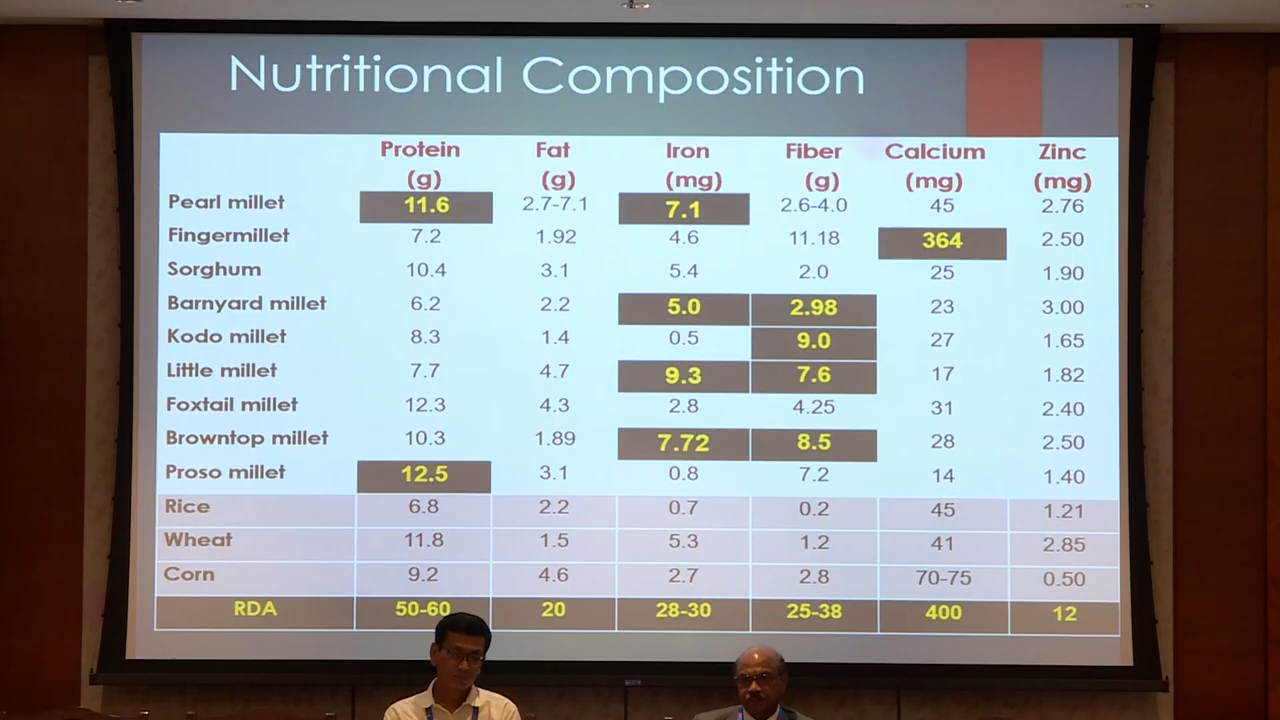 Nutritional Composition
Protein (g) Fat (g) Iron (mg) Fiber (g) Calcium (mg) Zinc (mg)
Pearl millet 11.6 2.7-7.1 7.1 2.6-4.0 45 2.76
Fingermillet 7.2 1.92 4.6 11.18 364 2.50
Sorghum 10.4 3.1 5.4 2.0 25 1.90
Barnyard millet 6.2 2.2 5.0 2.98 23 3.00
Kodo millet 8.3 1.4 0.5 9.0 27 1.65
Little millet 7.7 4.7 9.3 7.6 17 1.82
Foxtail millet 12.3 4.3 2.8 4.25 31 2.40
Browntop millet 10.3 1.89 7.72 8.5 28 2.50
Proso millet 12.5 3.1 0.8 7.2 14 1.40
Rice 6.8 2.2 0.7 0.2 45 1.21
Wheat 11.8 1.5 5.3 1.2 41 2.85
Corn 9.2 4.6 2.7 2.8 70-75 0.50
RDA 50-60 20 28-30 25-38 400 12